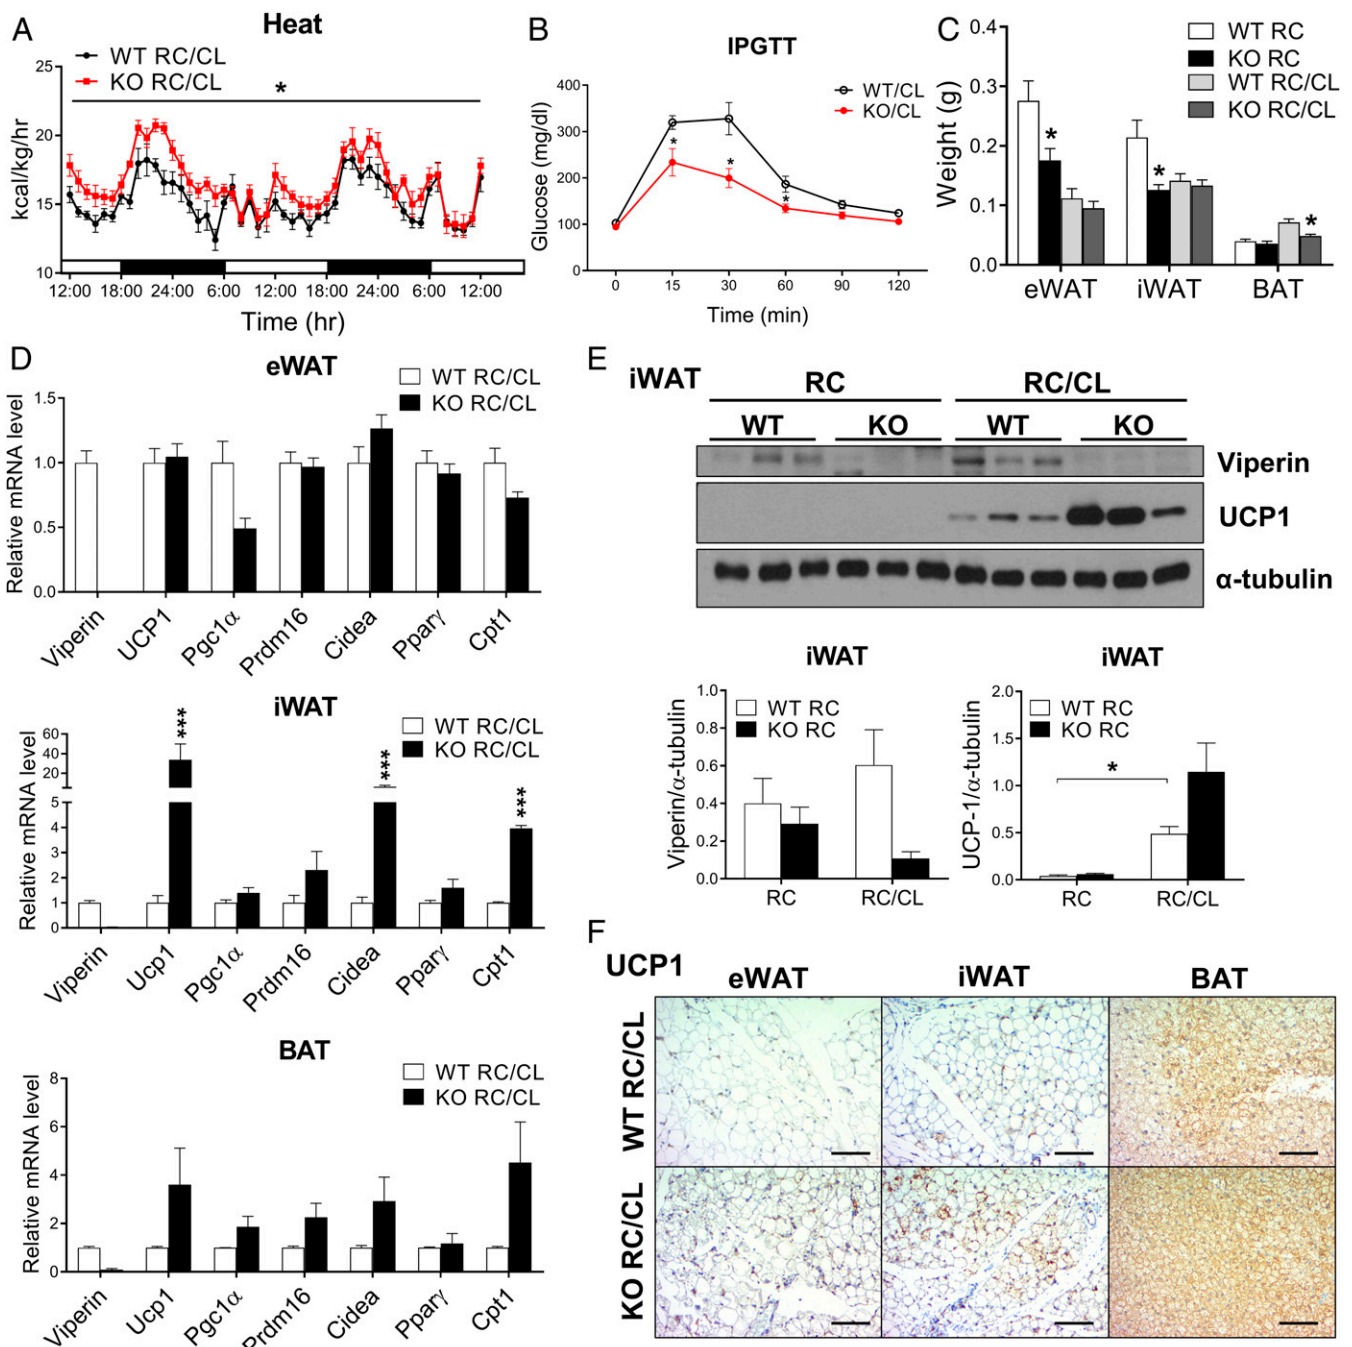 A
Heat
WT RC/CL
KO RC/CL
*
kcal/kg/hr
25
20
15
10
12:00 18:00 24:00 6:00 12:00 18:00 24:00 6:00 12:00
Time (hr)
B
IPGTT
WT/CL
KO/CL
Glucose (mg/dl)
400
300
200
100
0
* * *
0 15 30 60 90 120
Time (min)
C
WT RC
KO RC
WT RC/CL
KO RC/CL
Weight (g)
0.4
0.3
0.2
0.1
0.0
* * *
eWAT iWAT BAT
D
eWAT
WT RC/CL
KO RC/CL
Relative mRNA level
1.5
1.0
0.5
0.0
Viperin UCP1 Pgc1α Prdm16 Cidea Pparγ Cpt1
iWAT
WT RC/CL
KO RC/CL
Relative mRNA level
60
40
20
5
4
3
2
1
0
*** *** ***
Viperin Ucp1 Pgc1α Prdm16 Cidea Pparγ Cpt1
BAT
WT RC/CL
KO RC/CL
Relative mRNA level
8
6
4
2
0
Viperin Ucp1 Pgc1α Prdm16 Cidea Pparγ Cpt1
E
iWAT
RC RC/CL
WT KO WT KO
Viperin
UCP1
α-tubulin
iWAT
WT RC
KO RC
Viperin/α-tubulin
1.0
0.8
0.6
0.4
0.2
0.0
RC RC/CL
iWAT
WT RC
KO RC
UCP-1/α-tubulin
2.0
1.5
1.0
0.5
0.0
*
RC RC/CL
F
UCP1
eWAT iWAT BAT
WT RC/CL
KO RC/CL